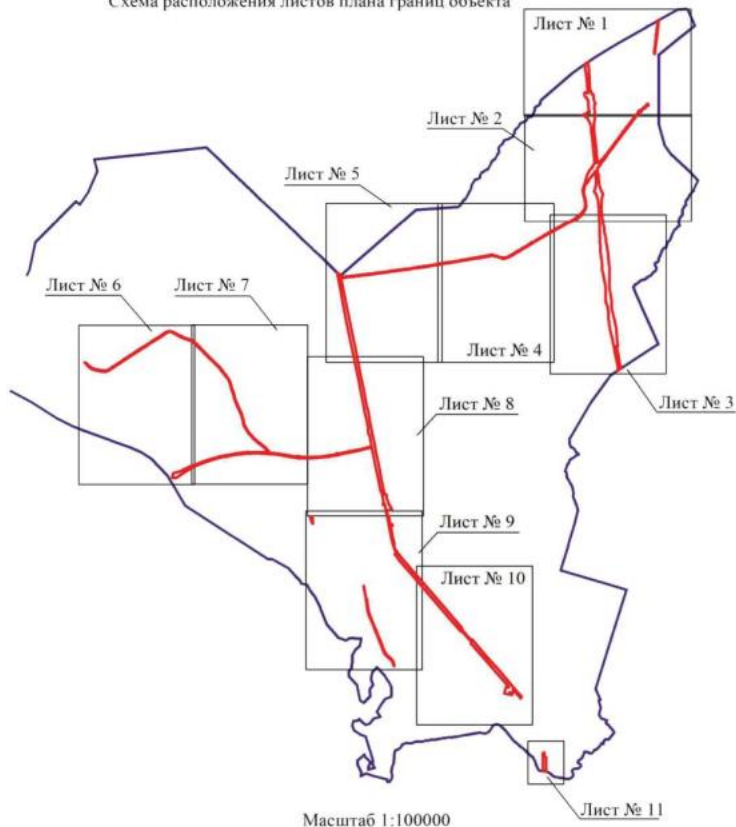 Схема расположения листов плана границ объекта
Лист № 1
Лист № 2
Лист № 5
Лист № 6
Лист № 7
Лист № 4
Лист № 3
Лист № 8
Лист № 9
Лист № 10
Лист № 11
Масштаб 1:100000